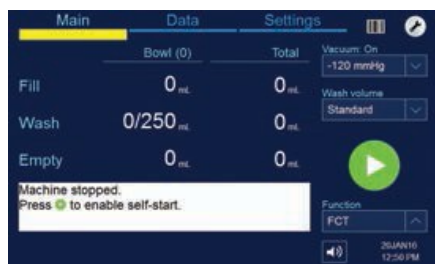 Main Data Settings
Bowl (0) Total
Vacuum: On
-120 mmHg
Fill 0 mL 0 mL
Wash volume
Standard
Wash 0/250 mL 0 mL
Empty 0 mL 0 mL
Machine stopped.
Press to enable self-start.
Function
FCT
20JAN16
12:50 PM